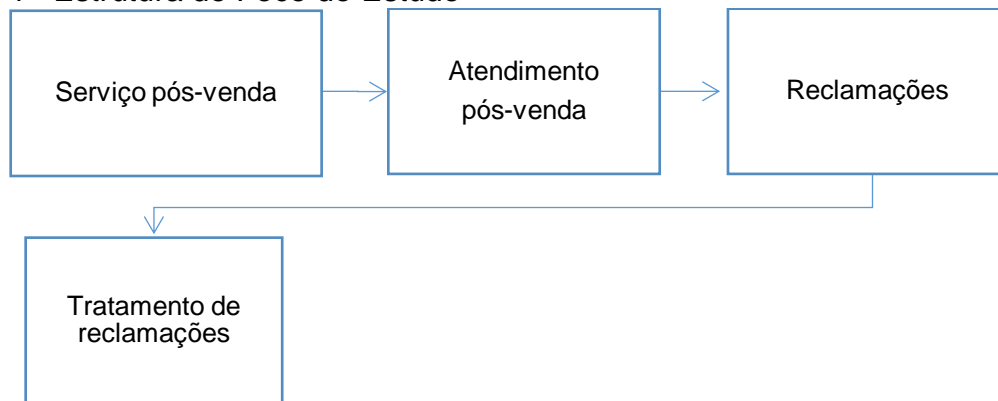 - Estrutura do Foco do Estudo
Serviço pós-venda
Atendimento
pós-venda
Reclamações
Tratamento de
reclamações